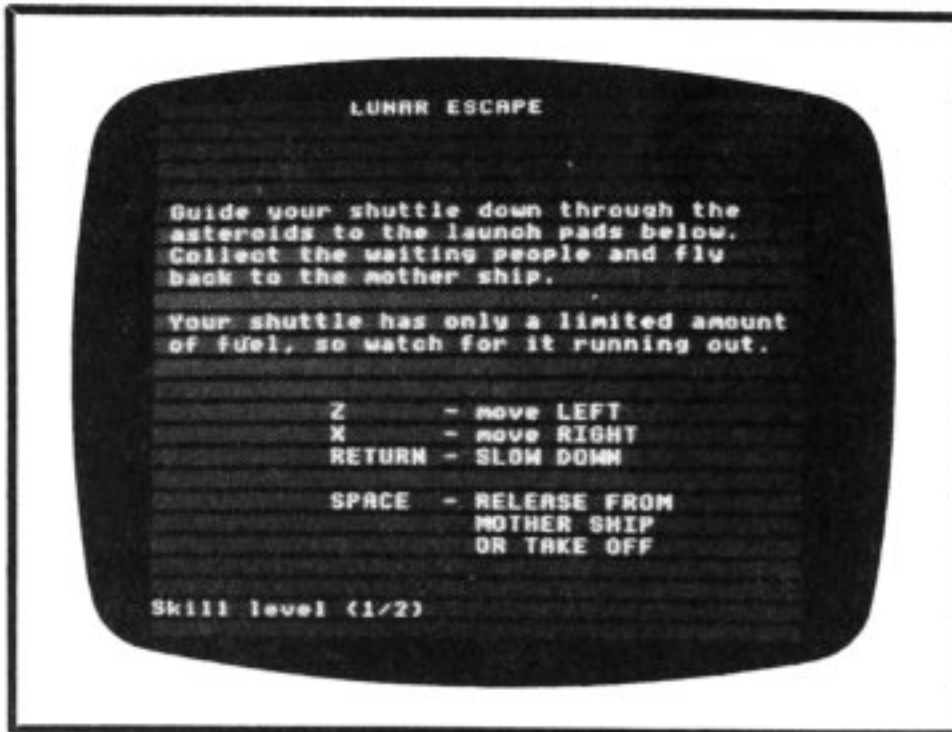 LUNAR ESCAPE
Guide your shuttle down through the
asteroids to the launch pads below.
Collect the waiting people and fly
back to the mother ship.
Your shuttle has only a limited amount
of fuel, so watch for it running out.
Z - move LEFT
X - move RIGHT
RETURN - SLOW DOWN
SPACE - RELEASE FROM
MOTHER SHIP
OR TAKE OFF
Skill level (1/2)